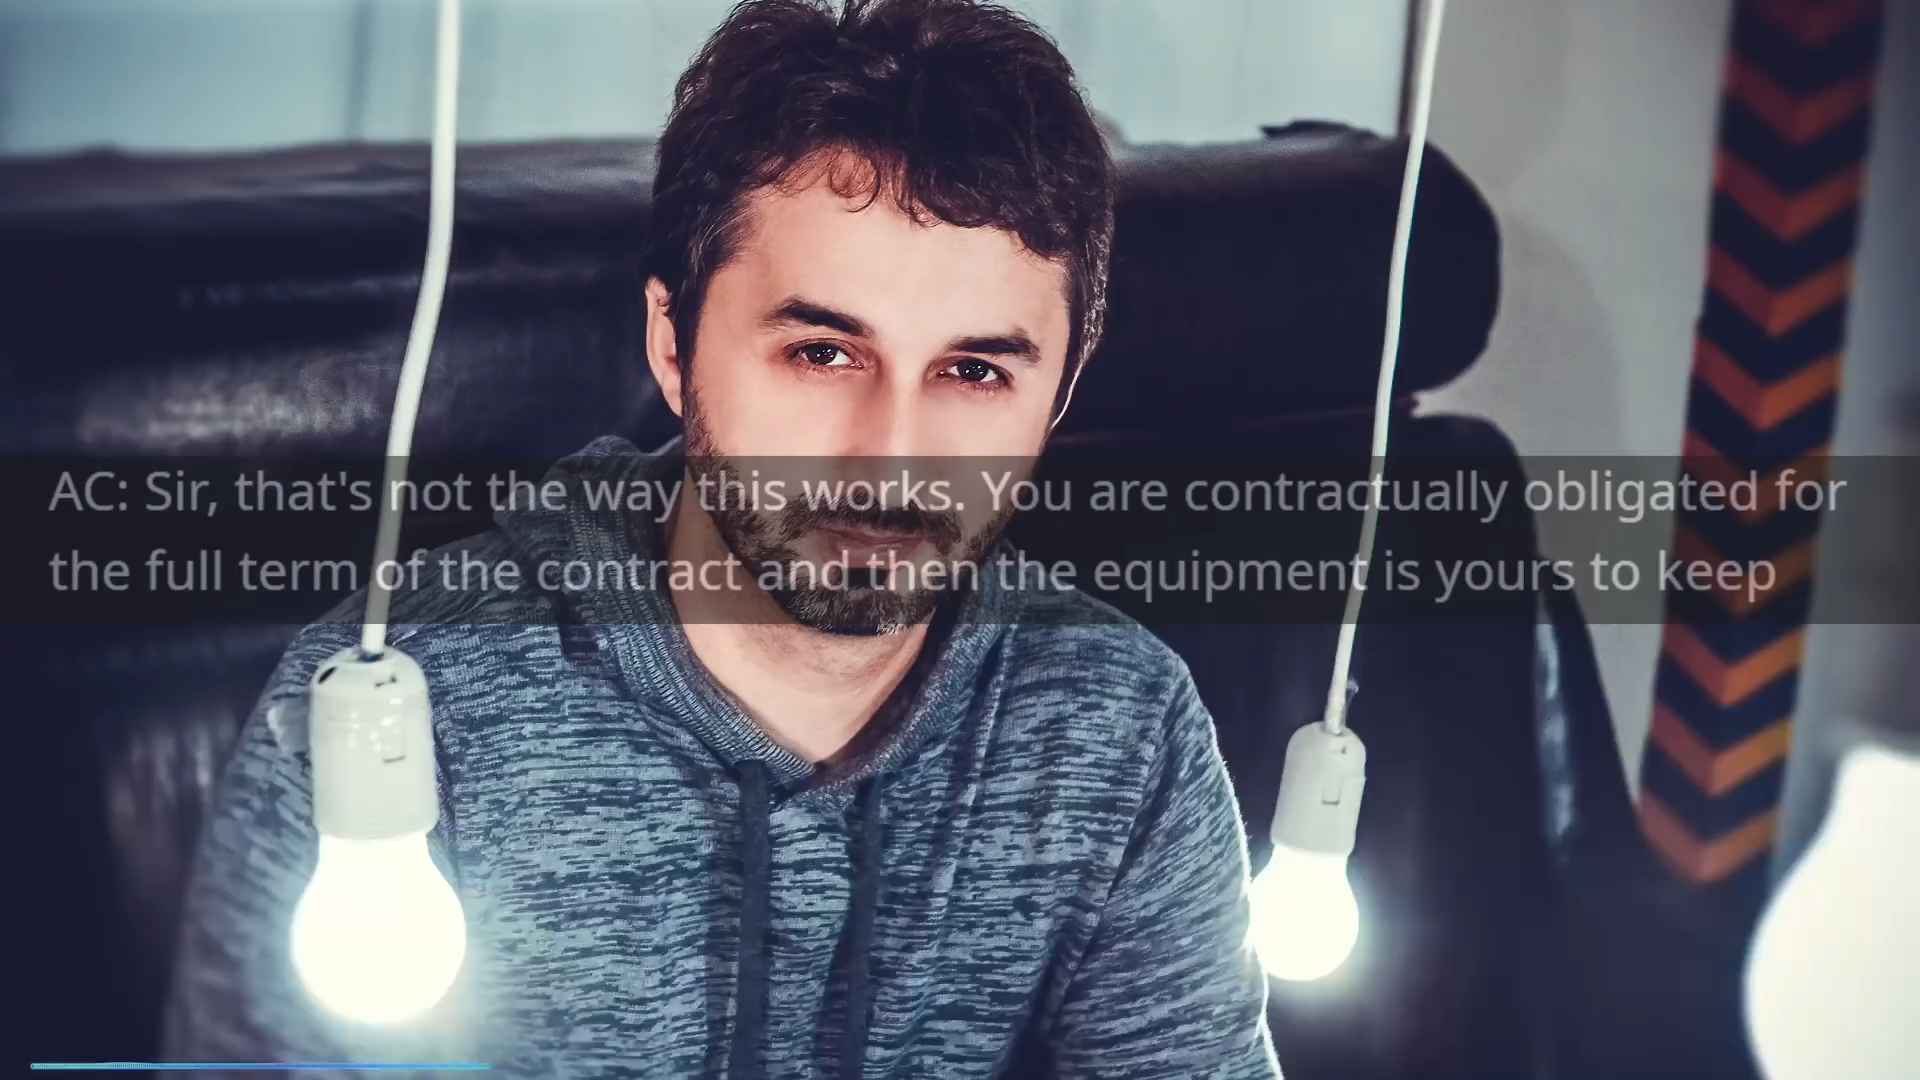 AC: Sir, that's not the way this works. You are contractually obligated for
the full term of the contract and then the equipment is yours to keep